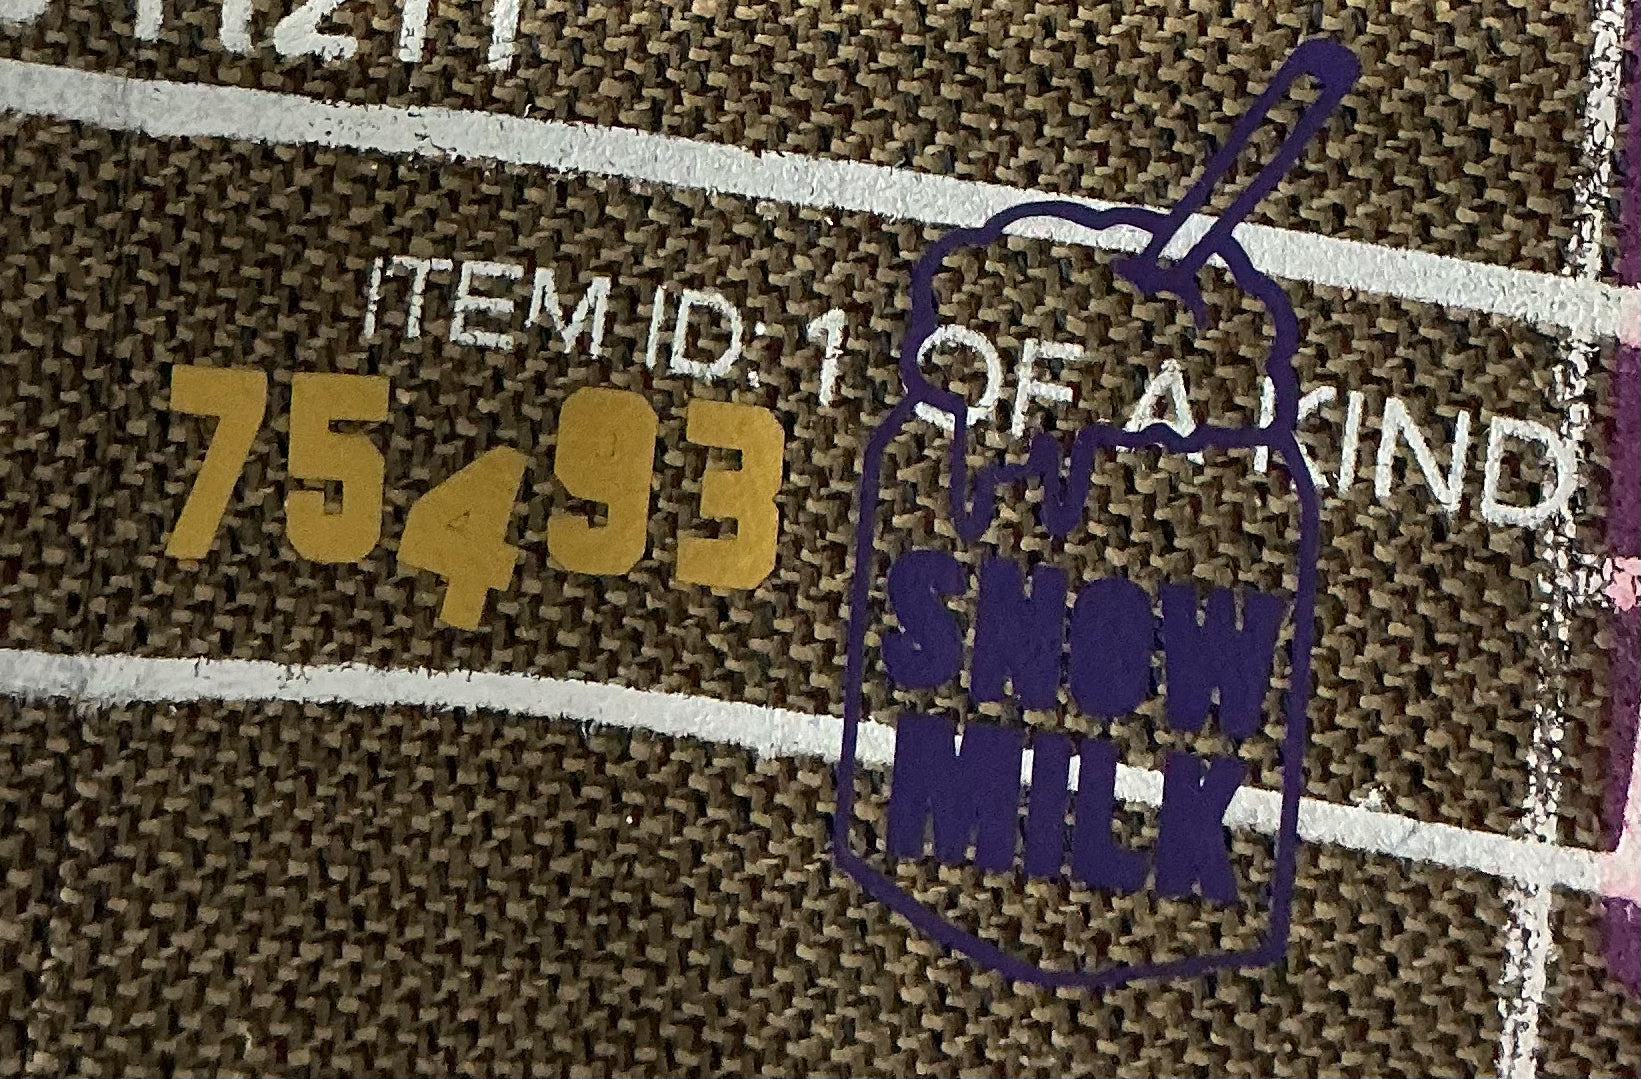 ITEM ID: 1 OF A KIND
75493
SNOW
MILK